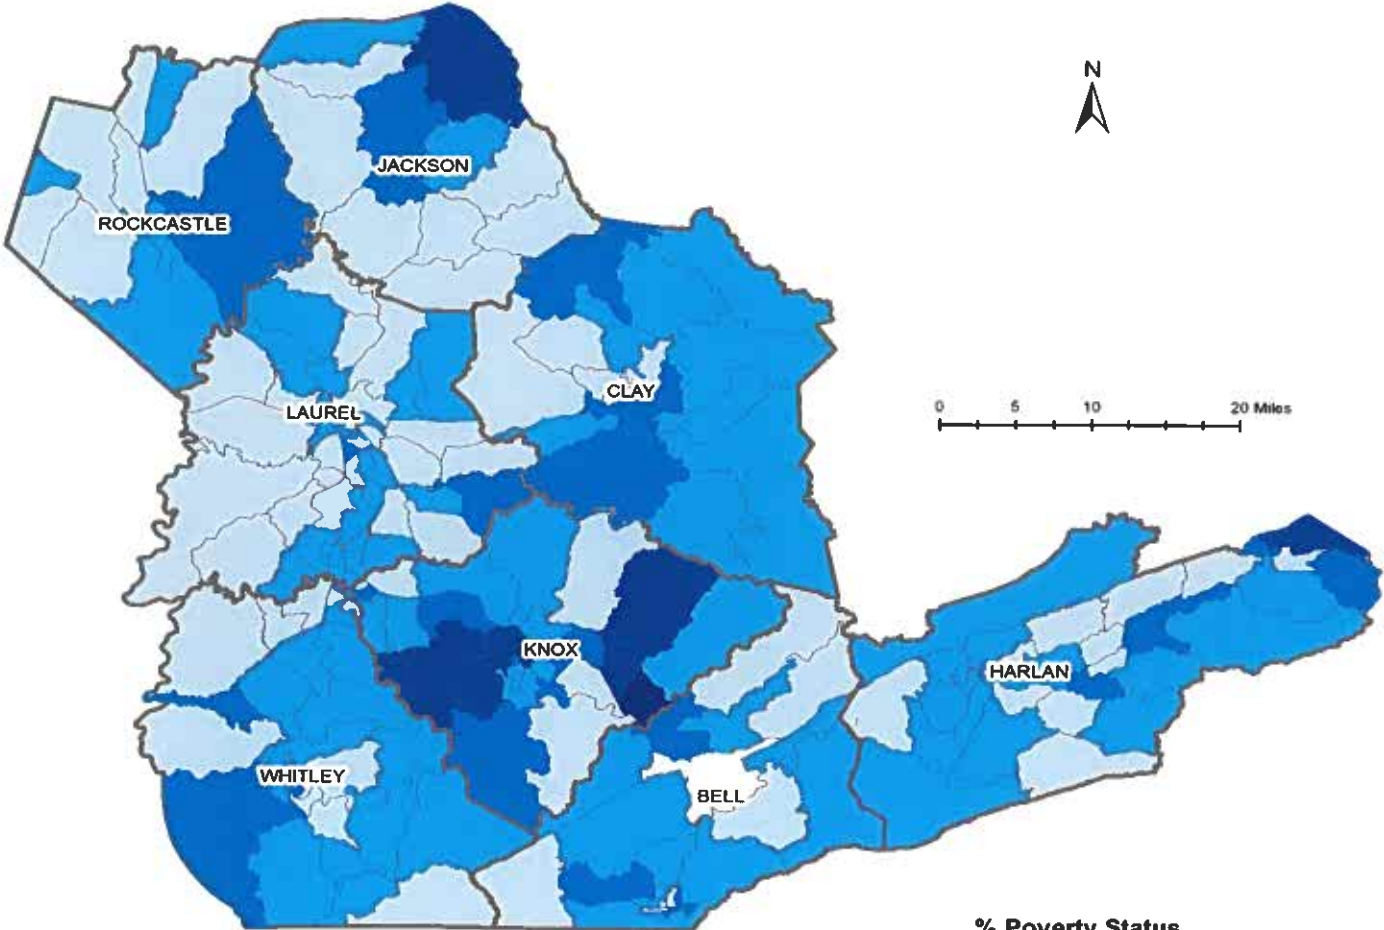 N
JACKSON
ROCKCASTLE
CLAY
0 5 10 20 Miles
LAUREL
KNOX
HARLAN
WHITLEY
BELL
% Poverty Status